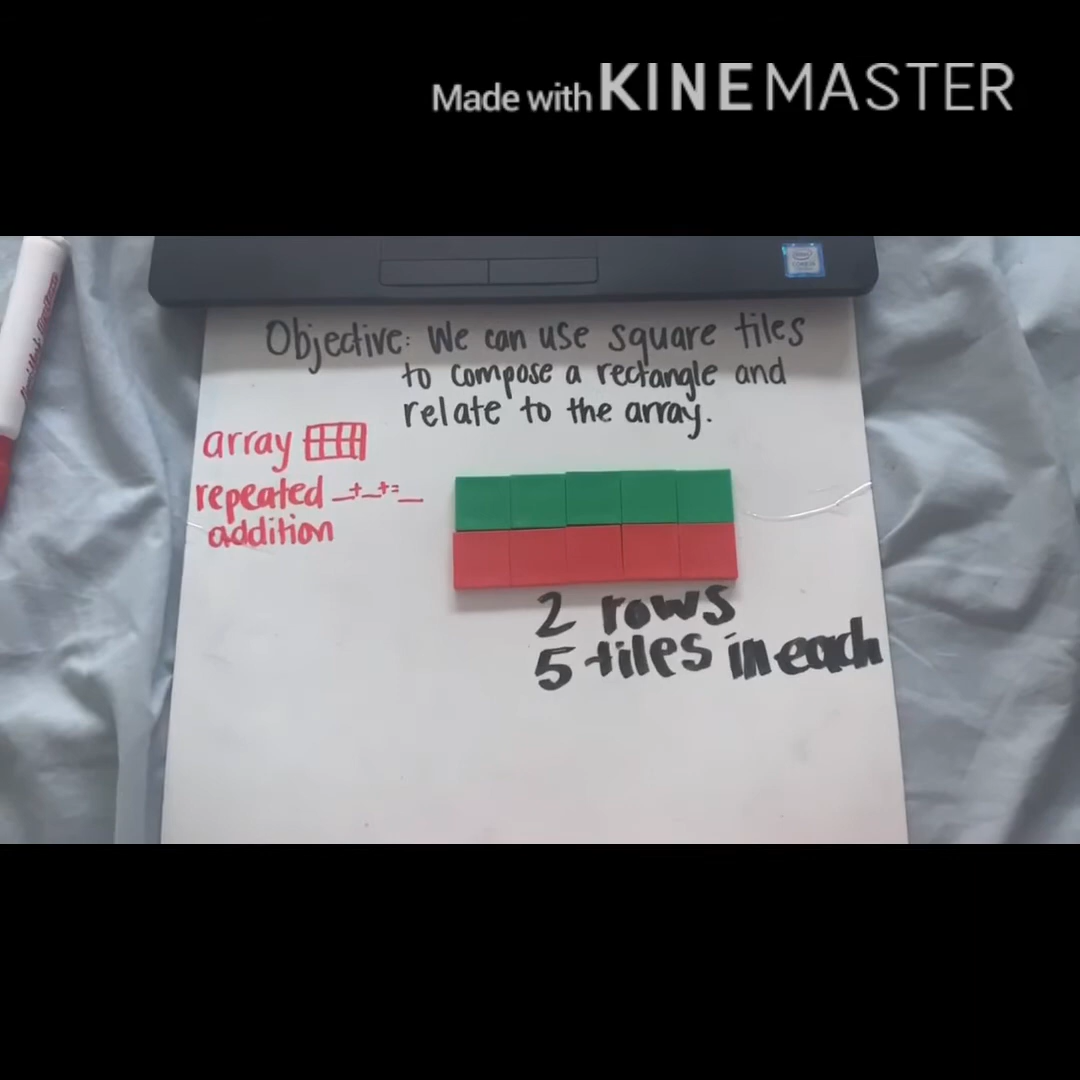 Made with KINEMASTER
Objective: We can use square tiles
to compose a rectangle and
relate to the array.
array
repeated _+_+=_
addition
2 rows
5 tiles in each